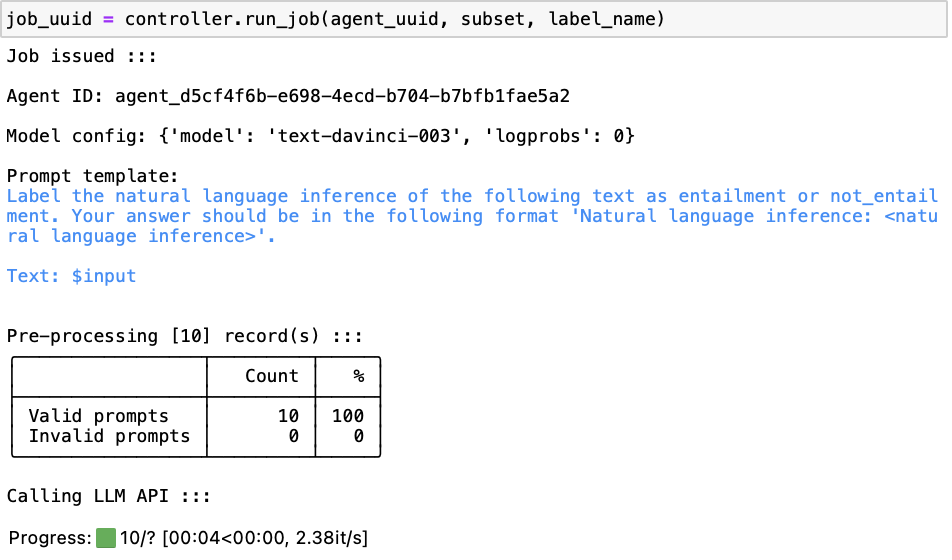 job_uuid = controller.run_job(agent_uuid, subset, label_name)
Job issued :::
Agent ID: agent_d5cf4f6b-e698-4ecd-b704-b7bfb1fae5a2
Model config: {'model': 'text-davinci-003', 'logprobs': 0}
Prompt template:
Label the natural language inference of the following text as entailment or not_entail
ment. Your answer should be in the following format 'Natural language inference: <natu
ral language inference>'.
Text: $input
Pre-processing [10] record(s) :::
Count %
Valid prompts 10 100
Invalid prompts 0 0
Calling LLM API :::
Progress: 10/? [00:04<00:00, 2.38it/s]